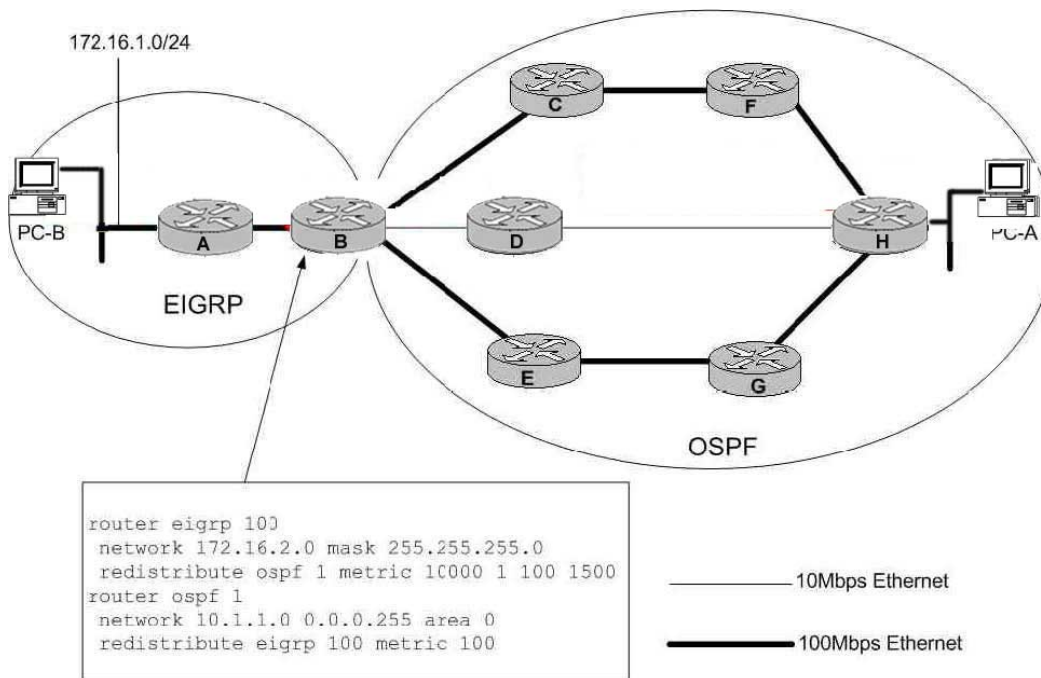 172.16.1.0/24
C
F
PC-B
A
B
D
H
PC-A
EIGRP
E
G
OSPF
router eigrp 100
network 172.16.2.0 mask 255.255.255.0
redistribute ospf 1 metric 10000 1 100 1500
router ospf 1
network 10.1.1.0 0.0.0.255 area 0
redistribute eigrp 100 metric 100
10Mbps Ethernet
100Mbps Ethernet